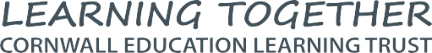 LEARNING TOGETHER
CORNWALL EDUCATION LEARNING TRUST